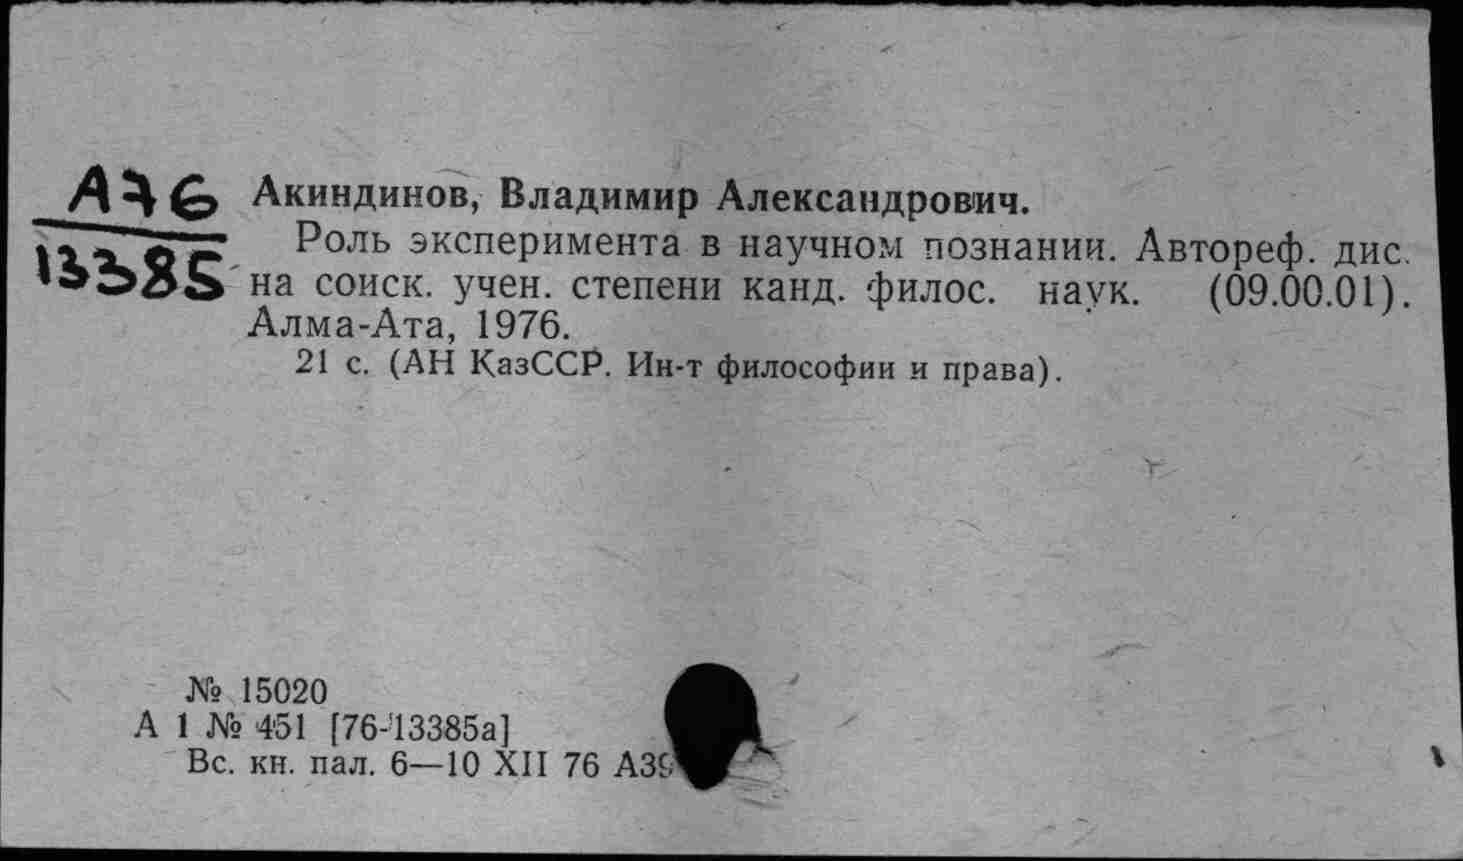 А76
13385
Акиндинов, Владимир Александрович.
Роль эксперимента в научном познании. Автореф. дис.
на соиск. учен. степени канд. филос. наук. (09.00.01).
Алма-Ата, 1976.
21 с. (АН КазССР. Ин-т философии и права).
№ 15020
А 1 № 451 [76-13385а]
Вс. кн. пал. 6—10 XII 76